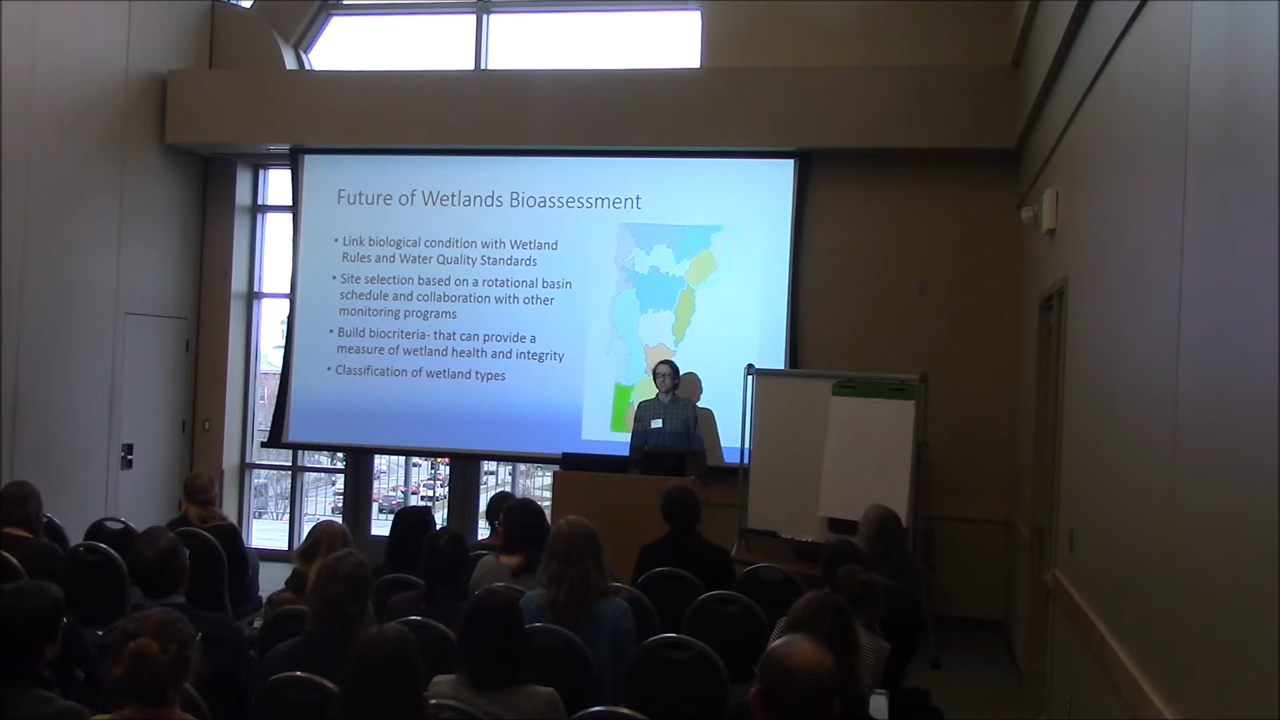 Future of Wetlands Bioassessment
• Link biological condition with Wetland
Rules and Water Quality Standards
• Site selection based on a rotational basin
schedule and collaboration with other
monitoring programs
• Build biocriteria- that can provide a
measure of wetland health and integrity
• Classification of wetland types